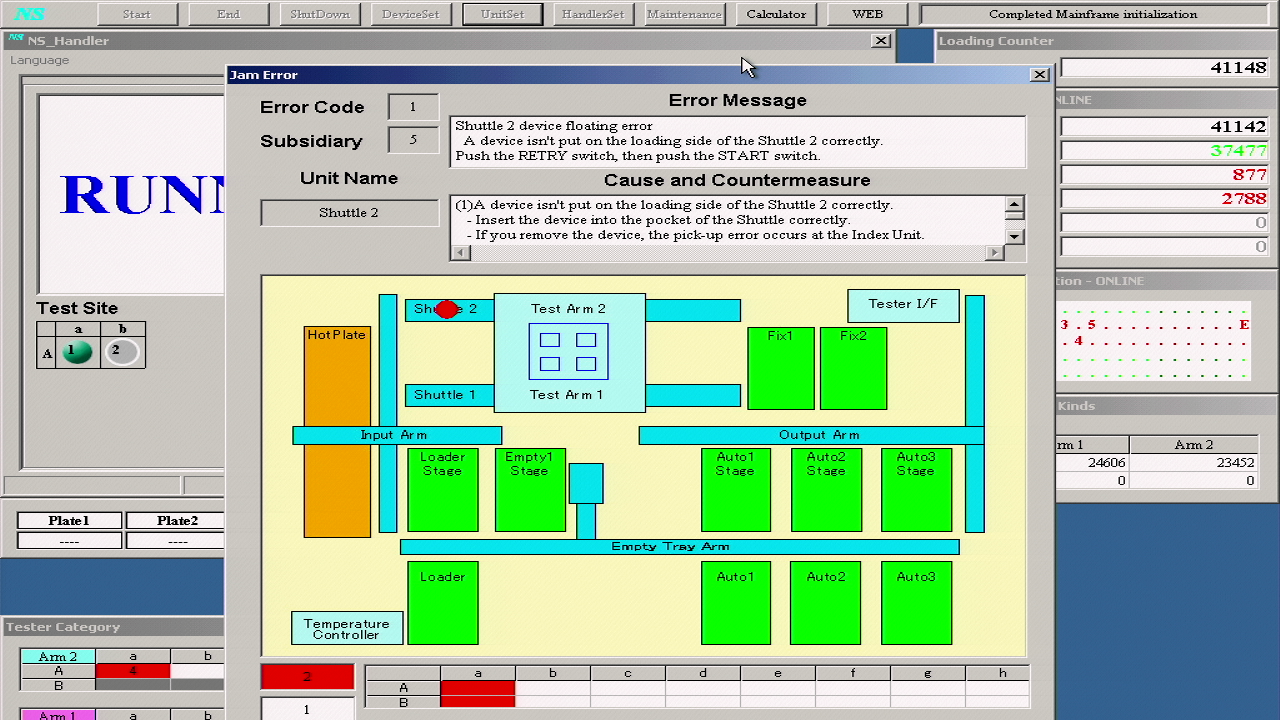 NS
Start
End
ShutDown
DeviceSet
UnitSet
HandlerSet
Maintenance
Calculator
WEB
Completed Mainframe initialization
NS NS_Handler
Language
Loading Counter
41148
NLINE
41142
37477
877
2788
0
0
tion - ONLINE
3 . 5 . . . . . . E
. 4 . . . . . . .
Kinds
rm 1
Arm 2
24606
23452
0
0
RUNN
Test Site
a
b
A
1
2
Plate1
Plate2
----
----
Tester Category
Arm 2
a
b
A
4
B
Arm 1
a
b
Jam Error
Error Code
1
Subsidiary
5
Unit Name
Shuttle 2
Error Message
Shuttle 2 device floating error
A device isn't put on the loading side of the Shuttle 2 correctly.
Push the RETRY switch, then push the START switch.
Cause and Countermeasure
(1)A device isn't put on the loading side of the Shuttle 2 correctly.
- Insert the device into the pocket of the Shuttle correctly.
- If you remove the device, the pick-up error occurs at the Index Unit.
HotPlate
Test Arm 2
Test Arm 1
Shuttle 1
Tester I/F
Fix1
Fix2
Input Arm
Output Arm
Loader
Stage
Empty1
Stage
Auto1
Stage
Auto2
Stage
Auto3
Stage
Empty Tray Arm
Loader
Auto1
Auto2
Auto3
Temperature
Controller
2
1
a
b
c
d
e
f
g
h
A
B